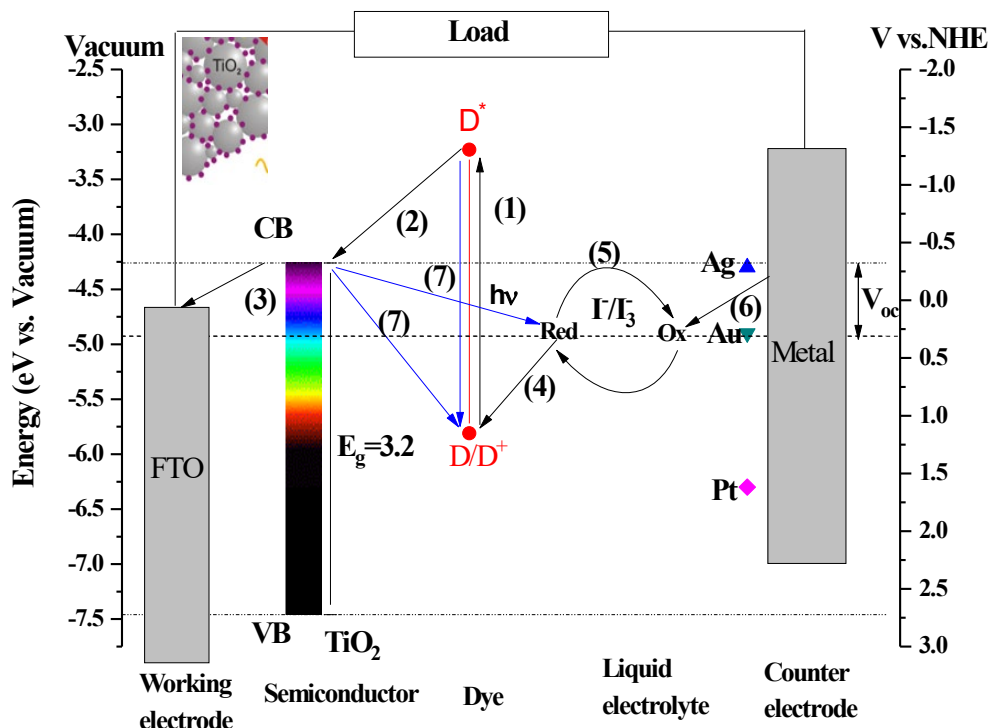 Load
Vacuum
V vs.NHE
TiO₂
-2.5
-3.0
-3.5
-4.0
-4.5
-5.0
-5.5
-6.0
-6.5
-7.0
-7.5
Energy (eV vs. Vacuum)
D*
(1)
(2)
CB
(3)
(7)
(7)
hν
(5)
I⁻/I₃⁻
Red
Ox
(6)
(4)
Ag
Au
Pt
Metal
Voc
FTO
E_g=3.2
D/D⁺
VB
TiO₂
-2.0
-1.5
-1.0
-0.5
0.0
0.5
1.0
1.5
2.0
2.5
3.0
Working
electrode
Semiconductor
Dye
Liquid
electrolyte
Counter
electrode